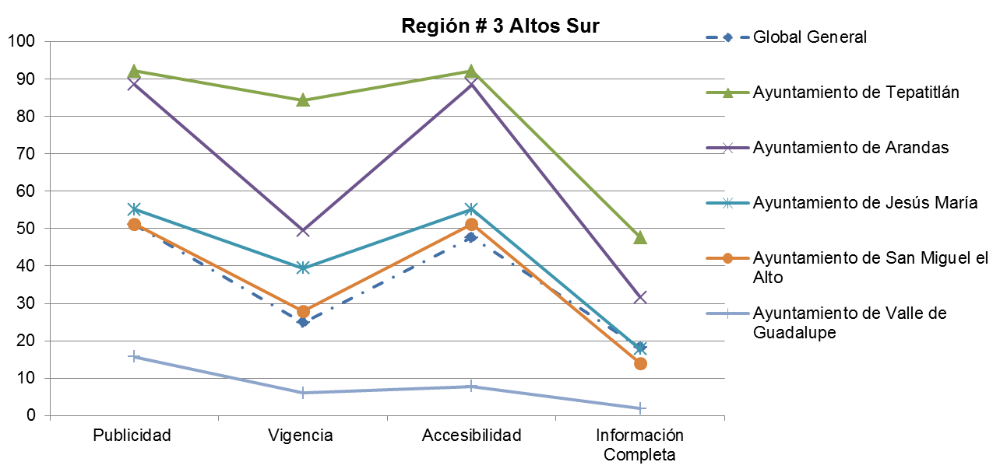 Región # 3 Altos Sur
100
90
80
70
60
50
40
30
20
10
0
Publicidad
Vigencia
Accesibilidad
Información
Completa
Global General
Ayuntamiento de Tepatitlán
Ayuntamiento de Arandas
Ayuntamiento de Jesús María
Ayuntamiento de San Miguel el
Alto
Ayuntamiento de Valle de
Guadalupe